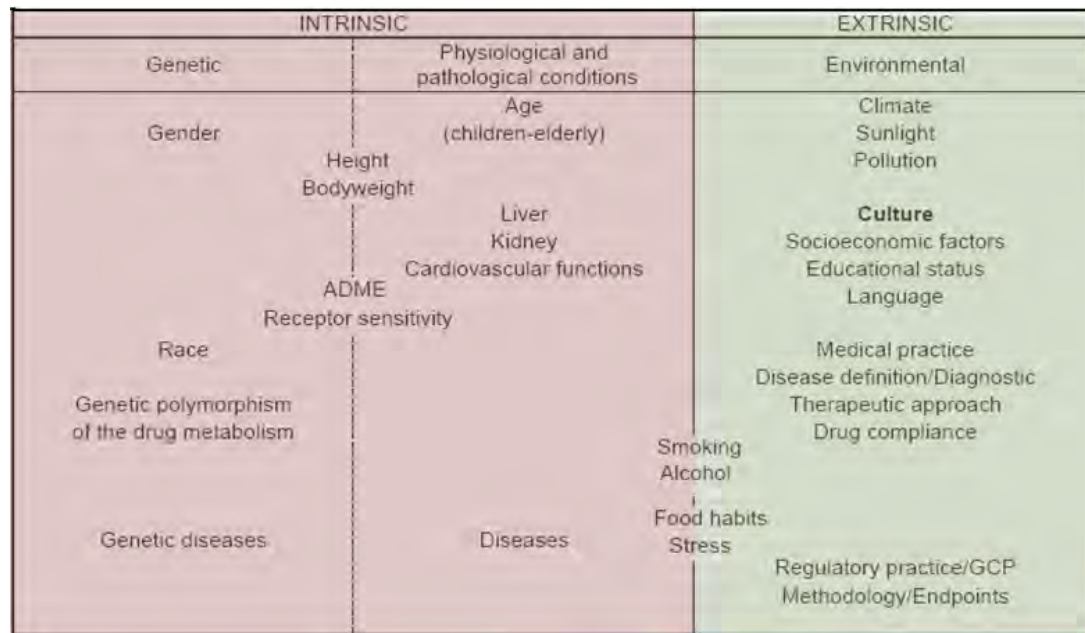 INTRINSIC
EXTRINSIC
Genetic
Physiological and
pathological conditions
Environmental
Age
Climate
Gender
(children-elderly)
Sunlight
Height
Pollution
Bodyweight
Liver
Culture
Kidney
Socioeconomic factors
Cardiovascular functions
Educational status
ADME
Language
Receptor sensitivity
Race
Medical practice
Disease definition/Diagnostic
Genetic polymorphism
Therapeutic approach
of the drug metabolism
Drug compliance
Smoking
Alcohol
Food habits
Genetic diseases
Diseases
Stress
Regulatory practice/GCP
Methodology/Endpoints